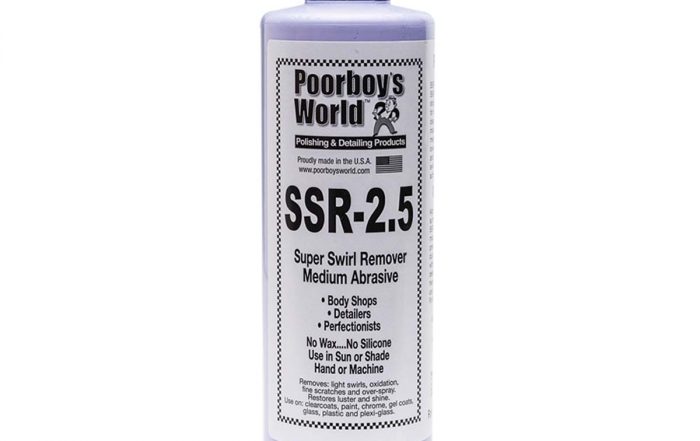 Poorboy's
World™
Polishing & Detailing Products
Proudly made in the U.S.A.
www.poorboysworld.com
SSR-2.5
Super Swirl Remover
Medium Abrasive
• Body Shops
• Detailers
• Perfectionists
No Wax....No Silicone
Use in Sun or Shade
Hand or Machine
Removes: light swirls, oxidation,
fine scratches and over-spray.
Restores luster and shine.
Use on: clearcoats, paint, chrome, gel coats,
glass, plastic and plexi-glass.